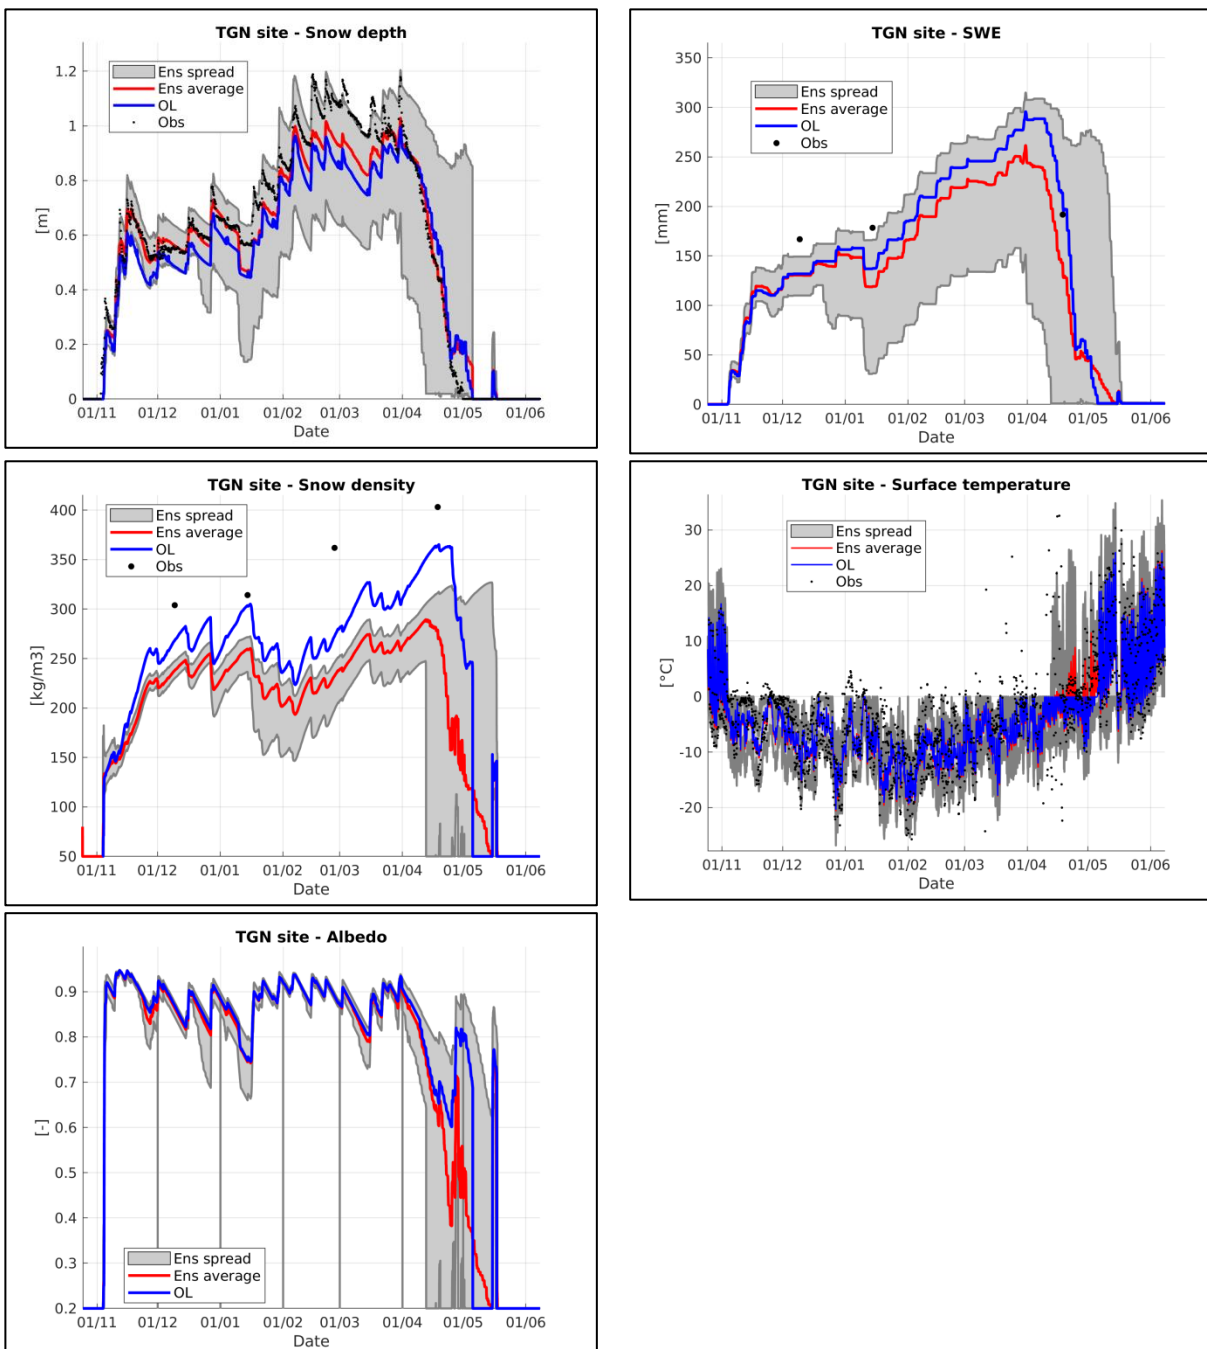 TGN site - Snow depth
1.2
1
0.8
0.6
0.4
0.2
0
[m]
Ens spread
Ens average
OL
Obs
01/11 01/12 01/01 01/02 01/03 01/04 01/05 01/06
Date
TGN site - SWE
350
300
250
200
150
100
50
0
[mm]
Ens spread
Ens average
OL
Obs
01/11 01/12 01/01 01/02 01/03 01/04 01/05 01/06
Date
TGN site - Snow density
400
350
300
250
200
150
100
50
[kg/m3]
Ens spread
Ens average
OL
Obs
01/11 01/12 01/01 01/02 01/03 01/04 01/05 01/06
Date
TGN site - Surface temperature
30
20
10
0
-10
-20
[°C]
Ens spread
Ens average
OL
Obs
01/11 01/12 01/01 01/02 01/03 01/04 01/05 01/06
Date
TGN site - Albedo
0.9
0.8
0.7
0.6
0.5
0.4
0.3
0.2
[-]
Ens spread
Ens average
OL
01/11 01/12 01/01 01/02 01/03 01/04 01/05 01/06
Date